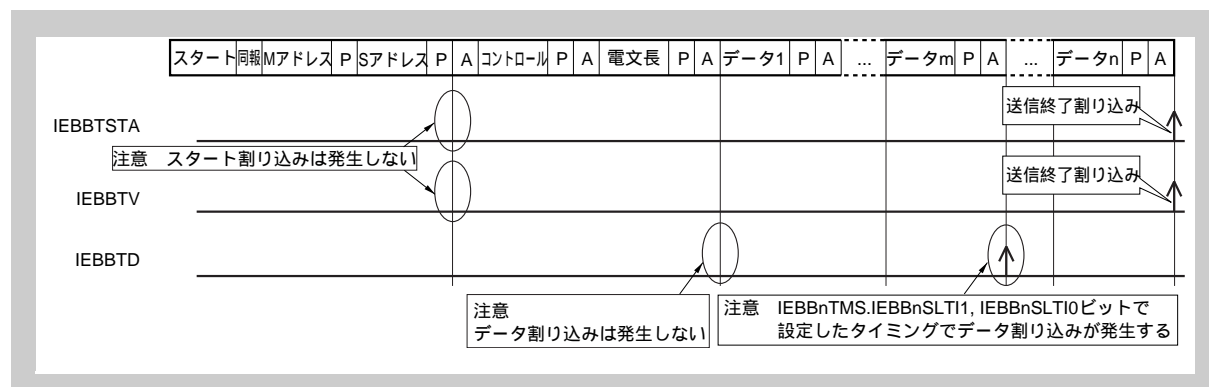 スタート 同報 Mアドレス P Sアドレス P A コントロール P A 電文長 P A データ1 P A ... データm P A ... データn P A
送信終了割り込み
IEBBTSTA
注意 スタート割り込みは発生しない
送信終了割り込み
IEBBTV
IEBBTD
注意
データ割り込みは発生しない
注意 IEBBnTMS.IEBBnSLTI1, IEBBnSLTI0ビットで
設定したタイミングでデータ割り込みが発生する